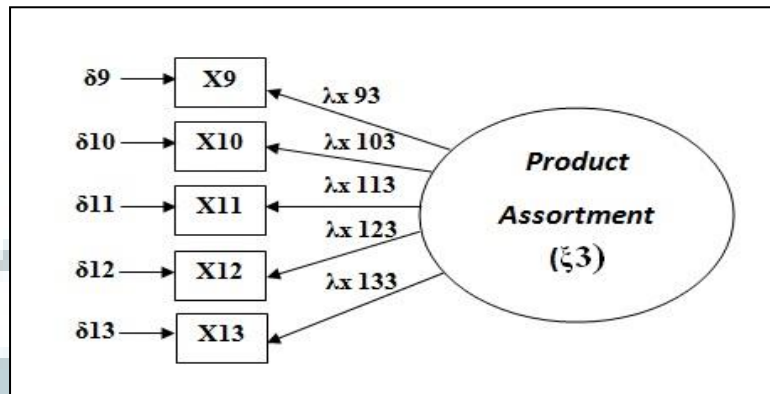 δ9 X9 λx 93
δ10 X10 λx 103
δ11 X11 λx 113
δ12 X12 λx 123
δ13 X13 λx 133
Product
Assortment
(ξ3)